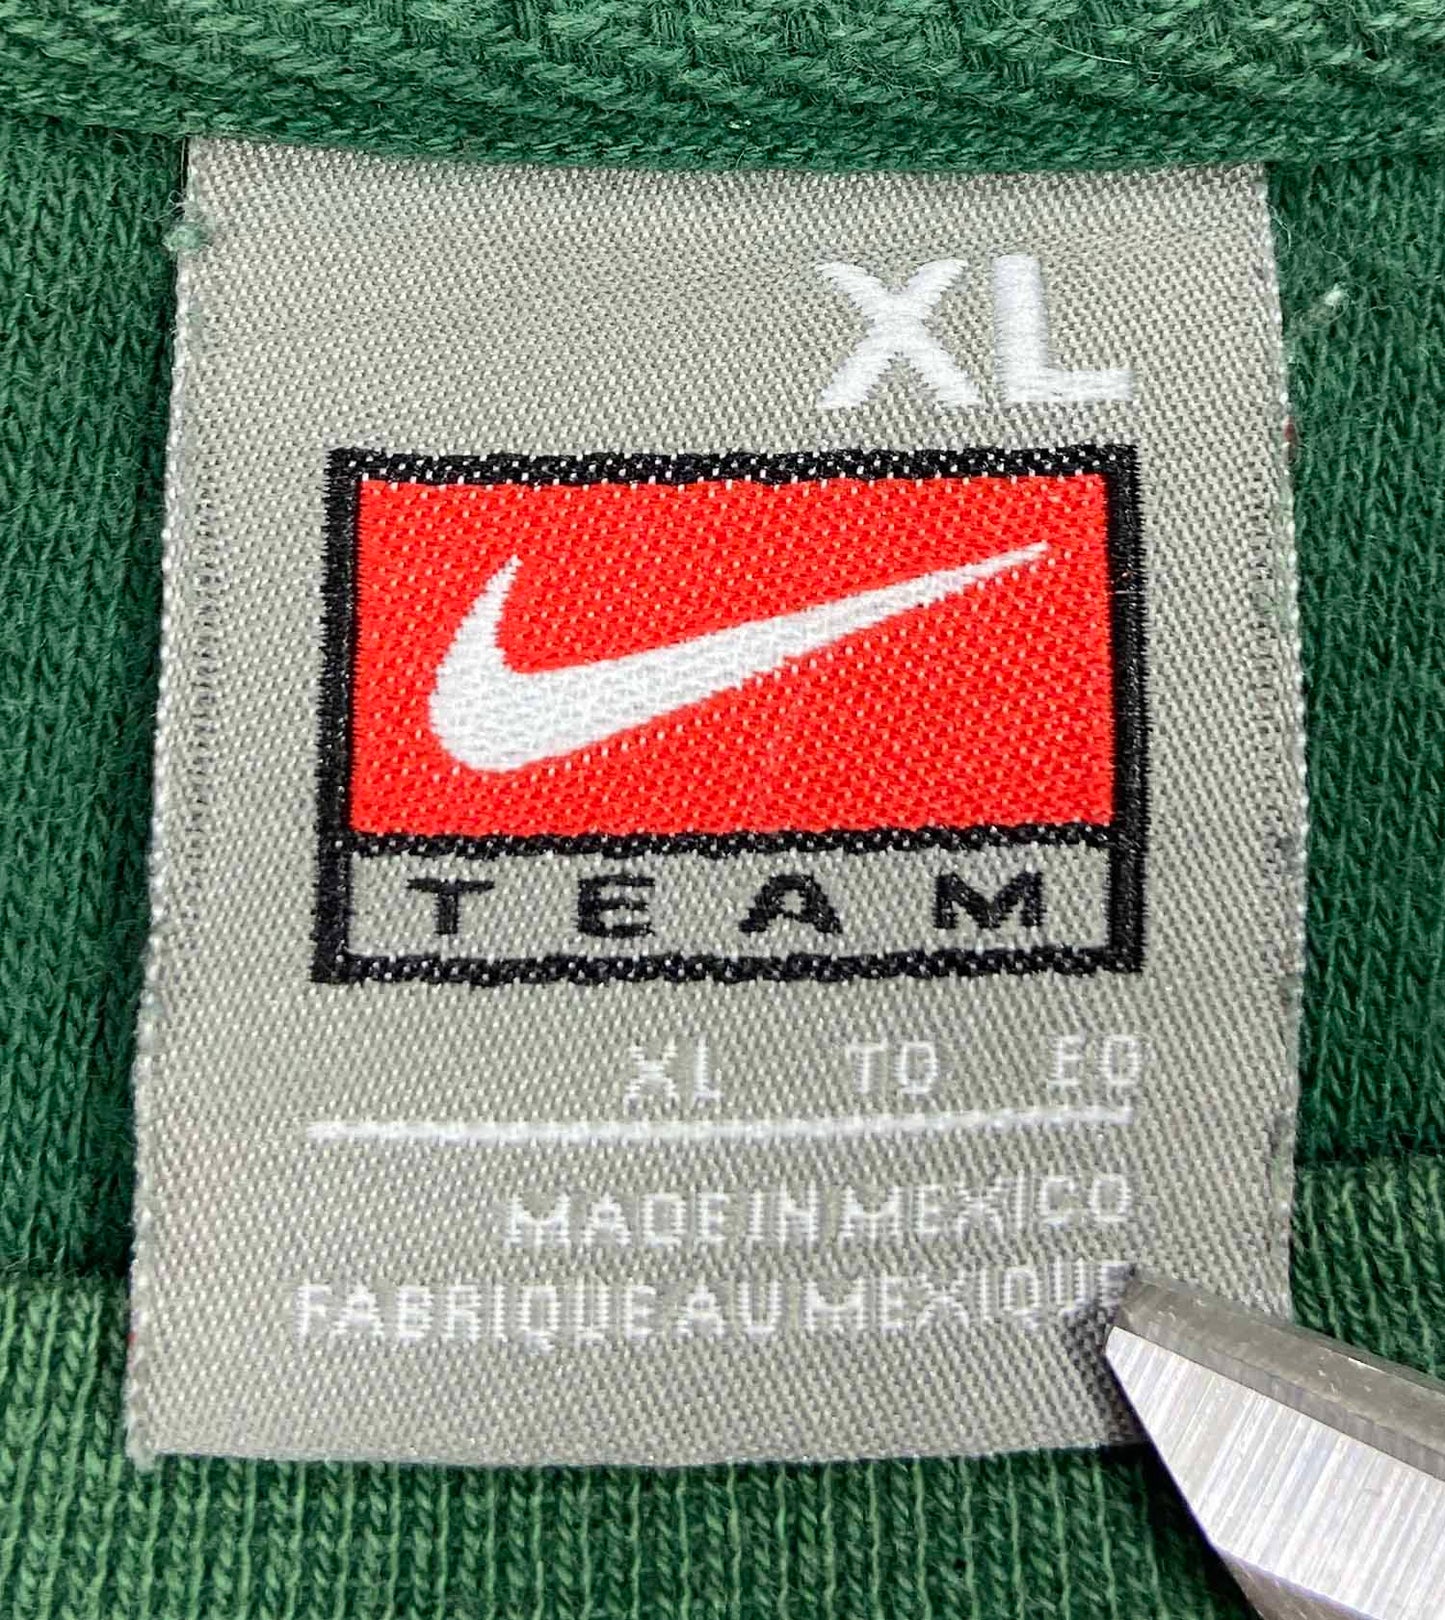 XL
TEAM
XL TO EG
MADE IN MEXICO
FABRIQUE AU MEXIQUE